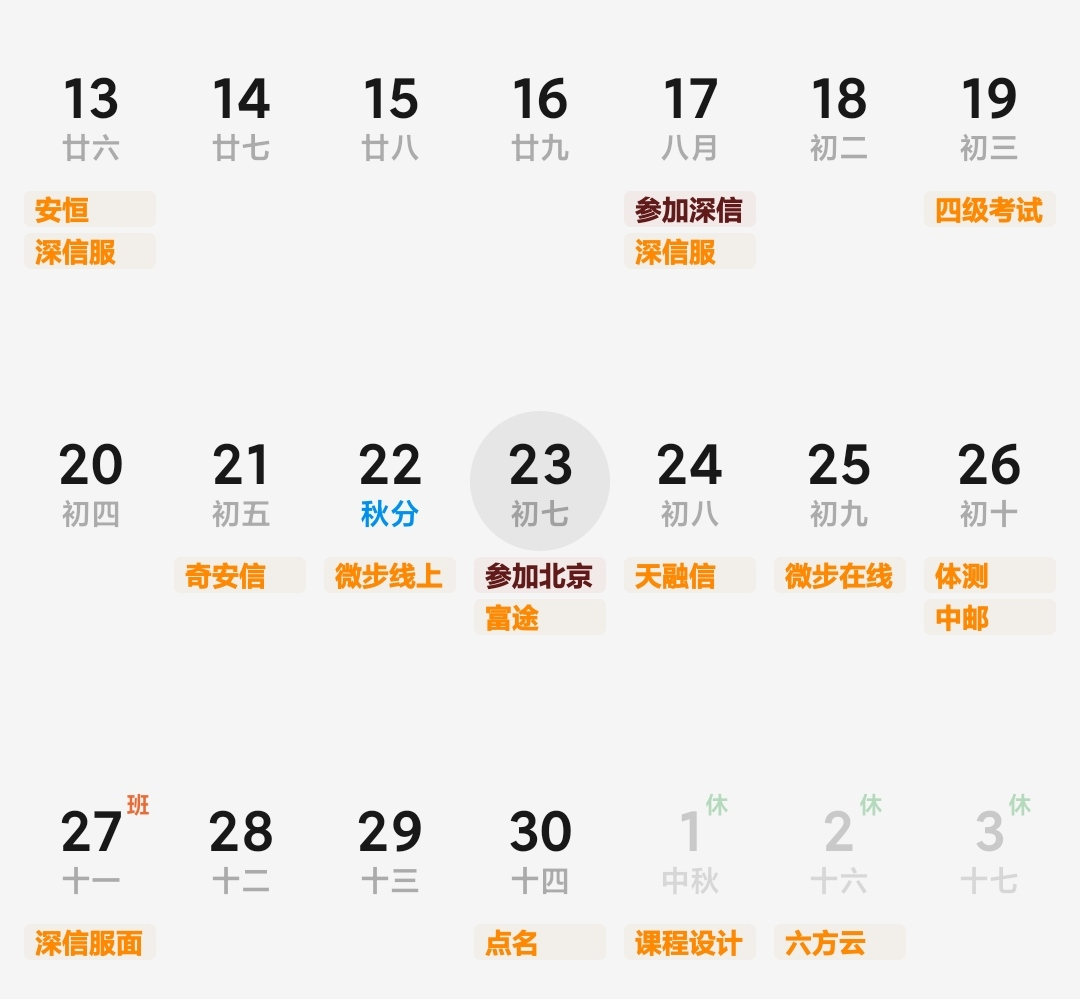 13 14 15 16 17 18 19
廿六 廿七 廿八 廿九 八月 初二 初三
安恒 参加深信 四级考试
深信服 深信服
20 21 22 23 24 25 26
初四 初五 秋分 初七 初八 初九 初十
奇安信 微步线上 参加北京 天融信 微步在线 体测
富途 中邮
27 班 28 29 30 1 休 2 休 3 休
十一 十二 十三 十四 中秋 十六 十七
深信服面 点名 课程设计 六方云